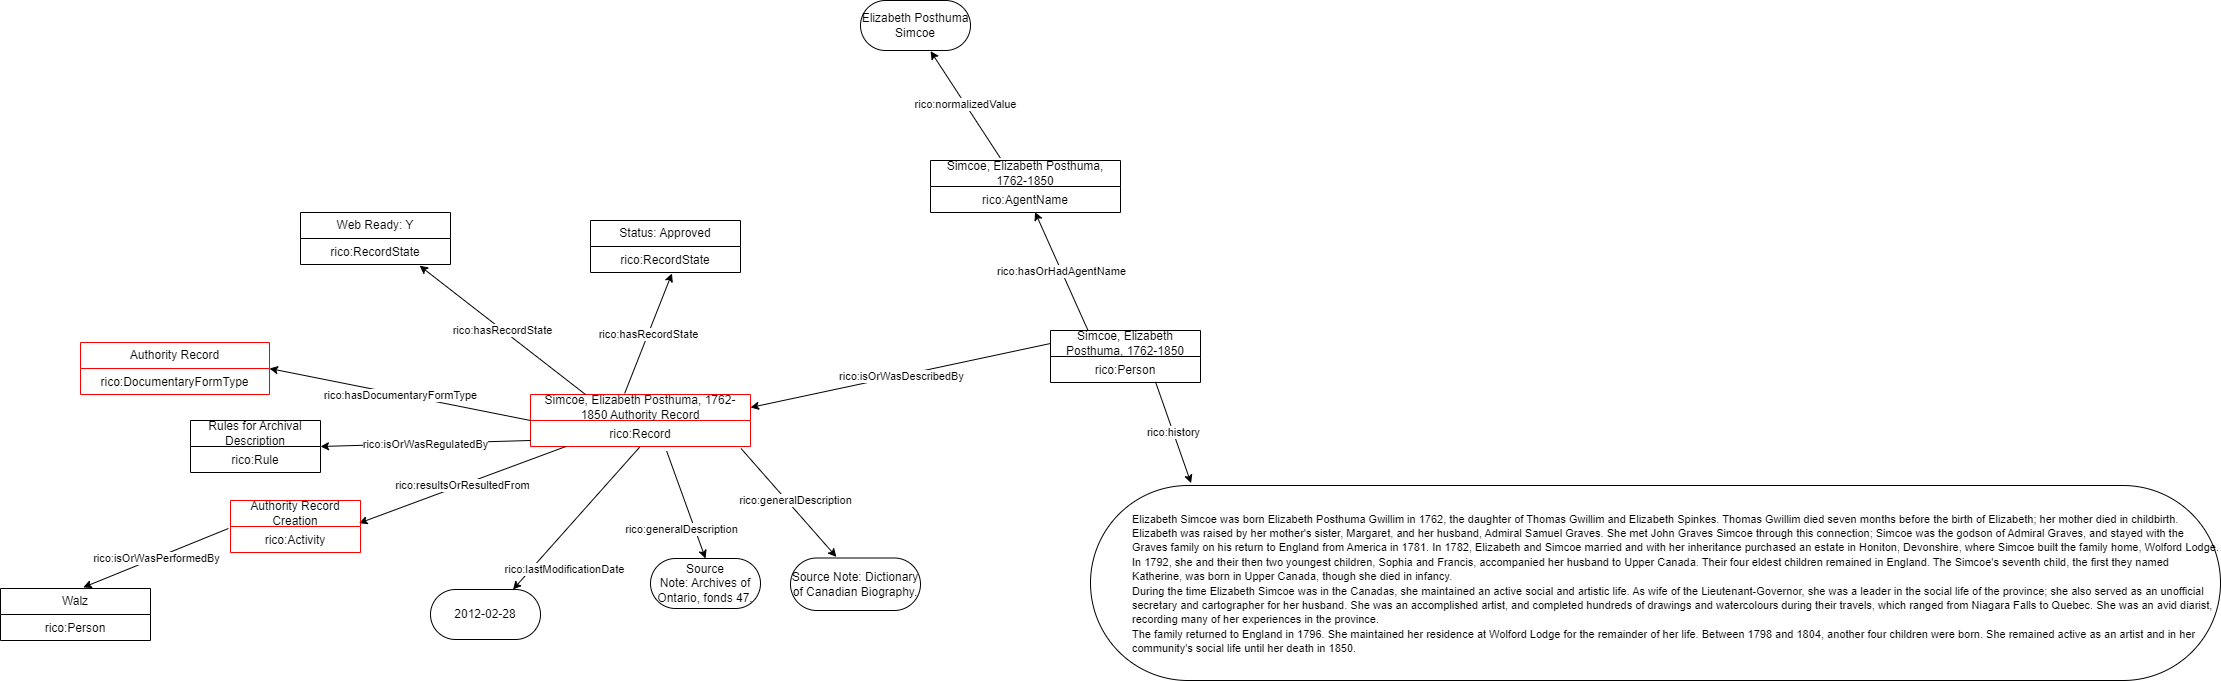 Elizabeth Posthuma
Simcoe
rico:normalizedValue
Simcoe, Elizabeth Posthuma,
1762-1850
rico:AgentName
Web Ready: Y
rico:RecordState
Status: Approved
rico:RecordState
rico:hasOrHadAgentName
rico:hasRecordState
rico:hasRecordState
Simcoe, Elizabeth
Posthuma, 1762-1850
rico:Person
Authority Record
rico:DocumentaryFormType
rico:isOrWasDescribedBy
rico:hasDocumentaryFormType
Simcoe, Elizabeth Posthuma, 1762-
1850 Authority Record
rico:Record
Rules for Archival
Description
rico:Rule
rico:isOrWasRegulatedBy
rico:history
rico:resultsOrResultedFrom
rico:generalDescription
Authority Record
Creation
rico:Activity
rico:generalDescription
rico:isOrWasPerformedBy
rico:lastModificationDate
Walz
rico:Person
2012-02-28
Source
Note: Archives of
Ontario, fonds 47.
Source Note: Dictionary
of Canadian Biography.
Elizabeth Simcoe was born Elizabeth Posthuma Gwillim in 1762, the daughter of Thomas Gwillim and Elizabeth Spinkes. Thomas Gwillim died seven months before the birth of Elizabeth; her mother died in childbirth.
Elizabeth was raised by her mother's sister, Margaret, and her husband, Admiral Samuel Graves. She met John Graves Simcoe through this connection; Simcoe was the godson of Admiral Graves, and stayed with the
Graves family on his return to England from America in 1781. In 1782, Elizabeth and Simcoe married and with her inheritance purchased an estate in Honiton, Devonshire, where Simcoe built the family home, Wolford Lodge.
In 1792, she and their then two youngest children, Sophia and Francis, accompanied her husband to Upper Canada. Their four eldest children remained in England. The Simcoe's seventh child, the first they named
Katherine, was born in Upper Canada, though she died in infancy.
During the time Elizabeth Simcoe was in the Canadas, she maintained an active social and artistic life. As wife of the Lieutenant-Governor, she was a leader in the social life of the province; she also served as an unofficial
secretary and cartographer for her husband. She was an accomplished artist, and completed hundreds of drawings and watercolours during their travels, which ranged from Niagara Falls to Quebec. She was an avid diarist,
recording many of her experiences in the province.
The family returned to England in 1796. She maintained her residence at Wolford Lodge for the remainder of her life. Between 1798 and 1804, another four children were born. She remained active as an artist and in her
community's social life until her death in 1850.